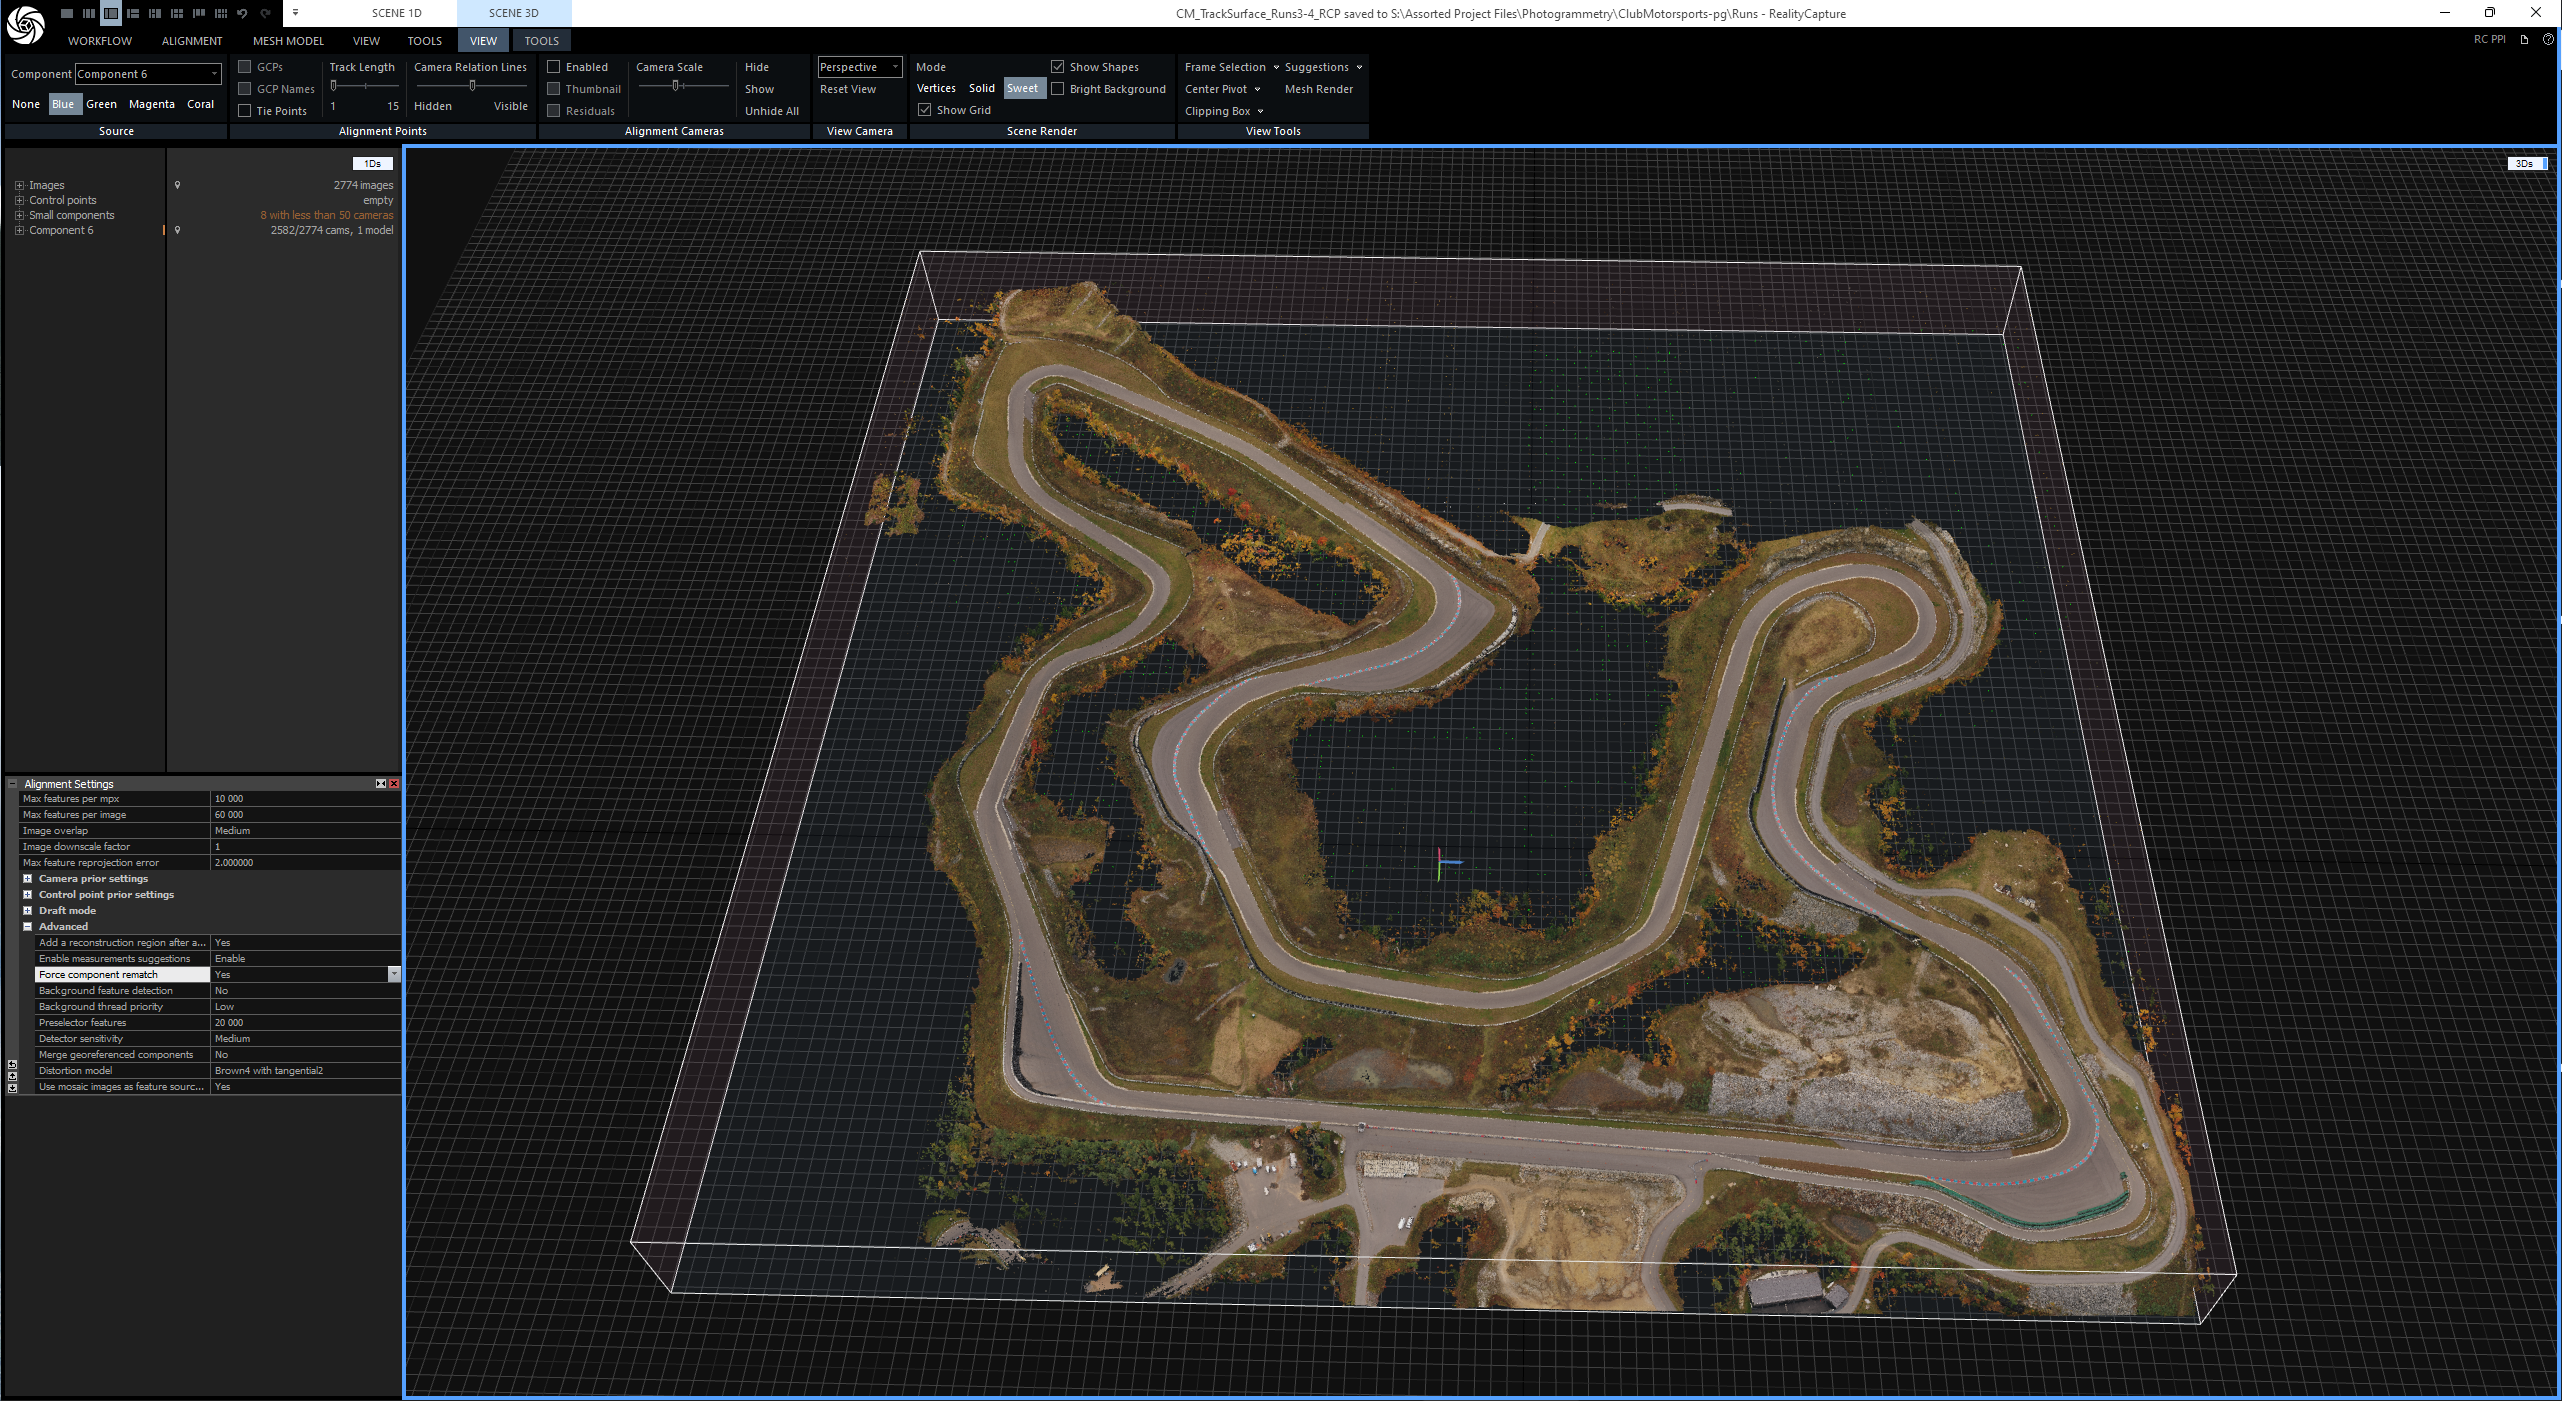 SCENE 1D SCENE 3D CM_TrackSurface_Runs3-4_RCP saved to S:\Assorted Project Files\Photogrammetry\ClubMotorsports-pg\Runs - RealityCapture
WORKFLOW ALIGNMENT MESH MODEL VIEW TOOLS VIEW TOOLS RC PPI
Component Component 6
None Blue Green Magenta Coral
Source
GCPs
GCP Names
Tie Points
Track Length
1 15
Camera Relation Lines
Hidden Visible
Alignment Points
Enabled
Thumbnail
Residuals
Camera Scale
Hide
Show
Unhide All
Alignment Cameras
Perspective
Reset View
View Camera
Mode
Vertices Solid Sweet
Show Grid
Show Shapes
Bright Background
Scene Render
Frame Selection Suggestions
Center Pivot Mesh Render
Clipping Box
View Tools
1Ds
3Ds
Images 2774 images
Control points empty
Small components 8 with less than 50 cameras
Component 6 2582/2774 cams, 1 model
Alignment Settings
Max features per mpx 10 000
Max features per image 60 000
Image overlap Medium
Image downscale factor 1
Max feature reprojection error 2.000000
Camera prior settings
Control point prior settings
Draft mode
Advanced
Add a reconstruction region after a... Yes
Enable measurements suggestions Enable
Force component rematch Yes
Background feature detection No
Background thread priority Low
Preselector features 20 000
Detector sensitivity Medium
Merge georeferenced components No
Distortion model Brown4 with tangential2
Use mosaic images as feature sourc... Yes